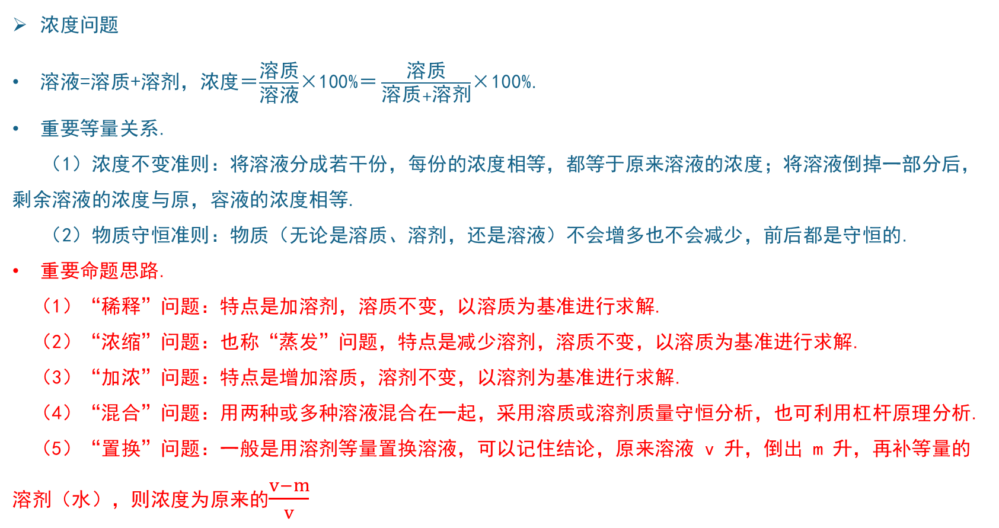 ➢ 浓度问题
• 溶液=溶质+溶剂，浓度＝溶质/溶液×100%＝溶质/溶质+溶剂×100%.
• 重要等量关系.
（1）浓度不变准则：将溶液分成若干份，每份的浓度相等，都等于原来溶液的浓度；将溶液倒掉一部分后，
剩余溶液的浓度与原，容液的浓度相等.
（2）物质守恒准则：物质（无论是溶质、溶剂，还是溶液）不会增多也不会减少，前后都是守恒的.
• 重要命题思路.
（1）“稀释”问题：特点是加溶剂，溶质不变，以溶质为基准进行求解.
（2）“浓缩”问题：也称“蒸发”问题，特点是减少溶剂，溶质不变，以溶质为基准进行求解.
（3）“加浓”问题：特点是增加溶质，溶剂不变，以溶剂为基准进行求解.
（4）“混合”问题：用两种或多种溶液混合在一起，采用溶质或溶剂质量守恒分析，也可利用杠杆原理分析.
（5）“置换”问题：一般是用溶剂等量置换溶液，可以记住结论，原来溶液 v 升，倒出 m 升，再补等量的
溶剂（水），则浓度为原来的v−m/v